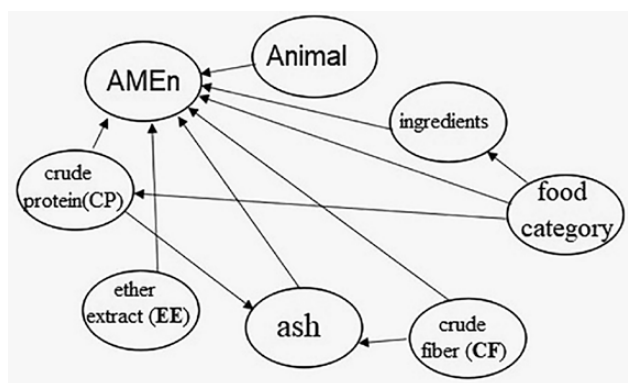 Animal
AMEn
ingredients
crude
protein(CP)
food
category
ether
extract (EE)
ash
crude
fiber (CF)